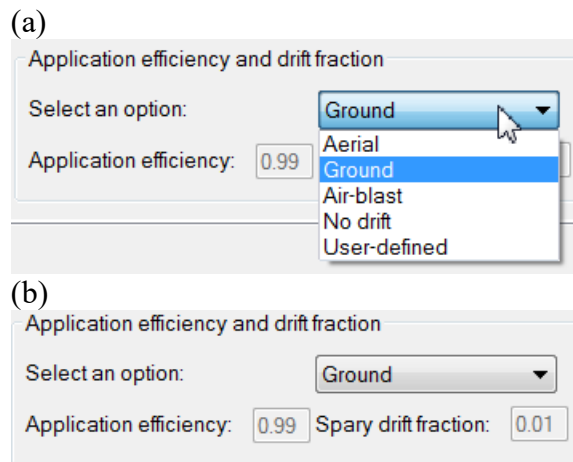 (a)
Application efficiency and drift fraction
Select an option: Ground
Aerial
Application efficiency: 0.99 Ground
Air-blast
No drift
User-defined
(b)
Application efficiency and drift fraction
Select an option: Ground
Application efficiency: 0.99 Spary drift fraction: 0.01